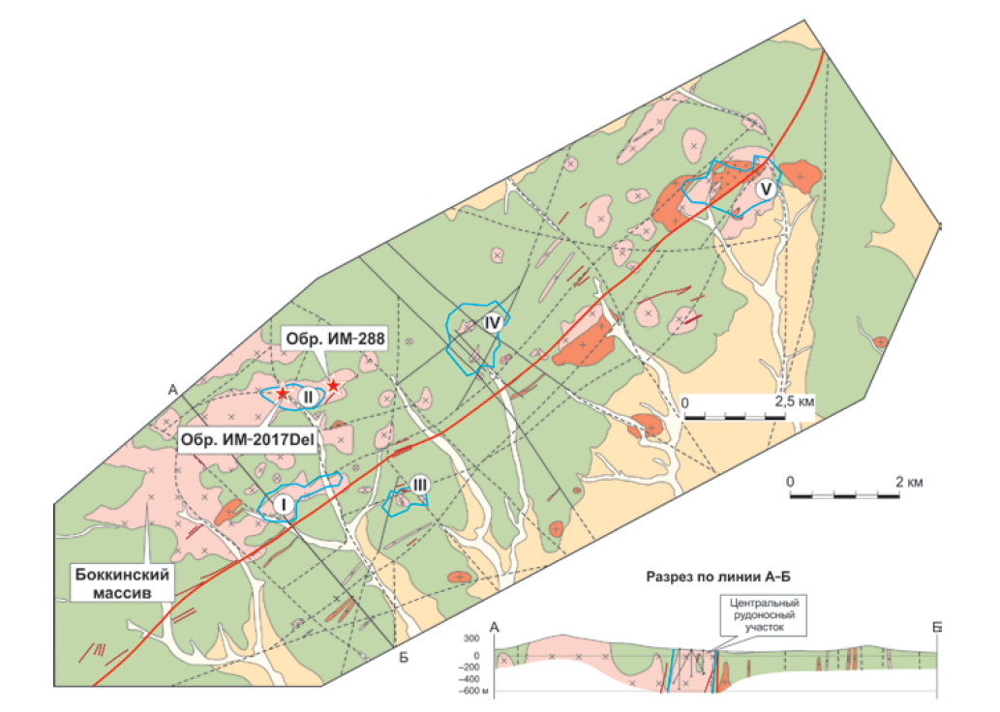 V
IV
Обр. ИМ-288
А
II
0
2,5 км
Обр. ИМ-2017Del
0
2 км
III
I
Боккинский
массив
Разрез по линии А–Б
Центральный
рудоносный
участок
Б
А
Б
300
0
–200
–400
–600 м